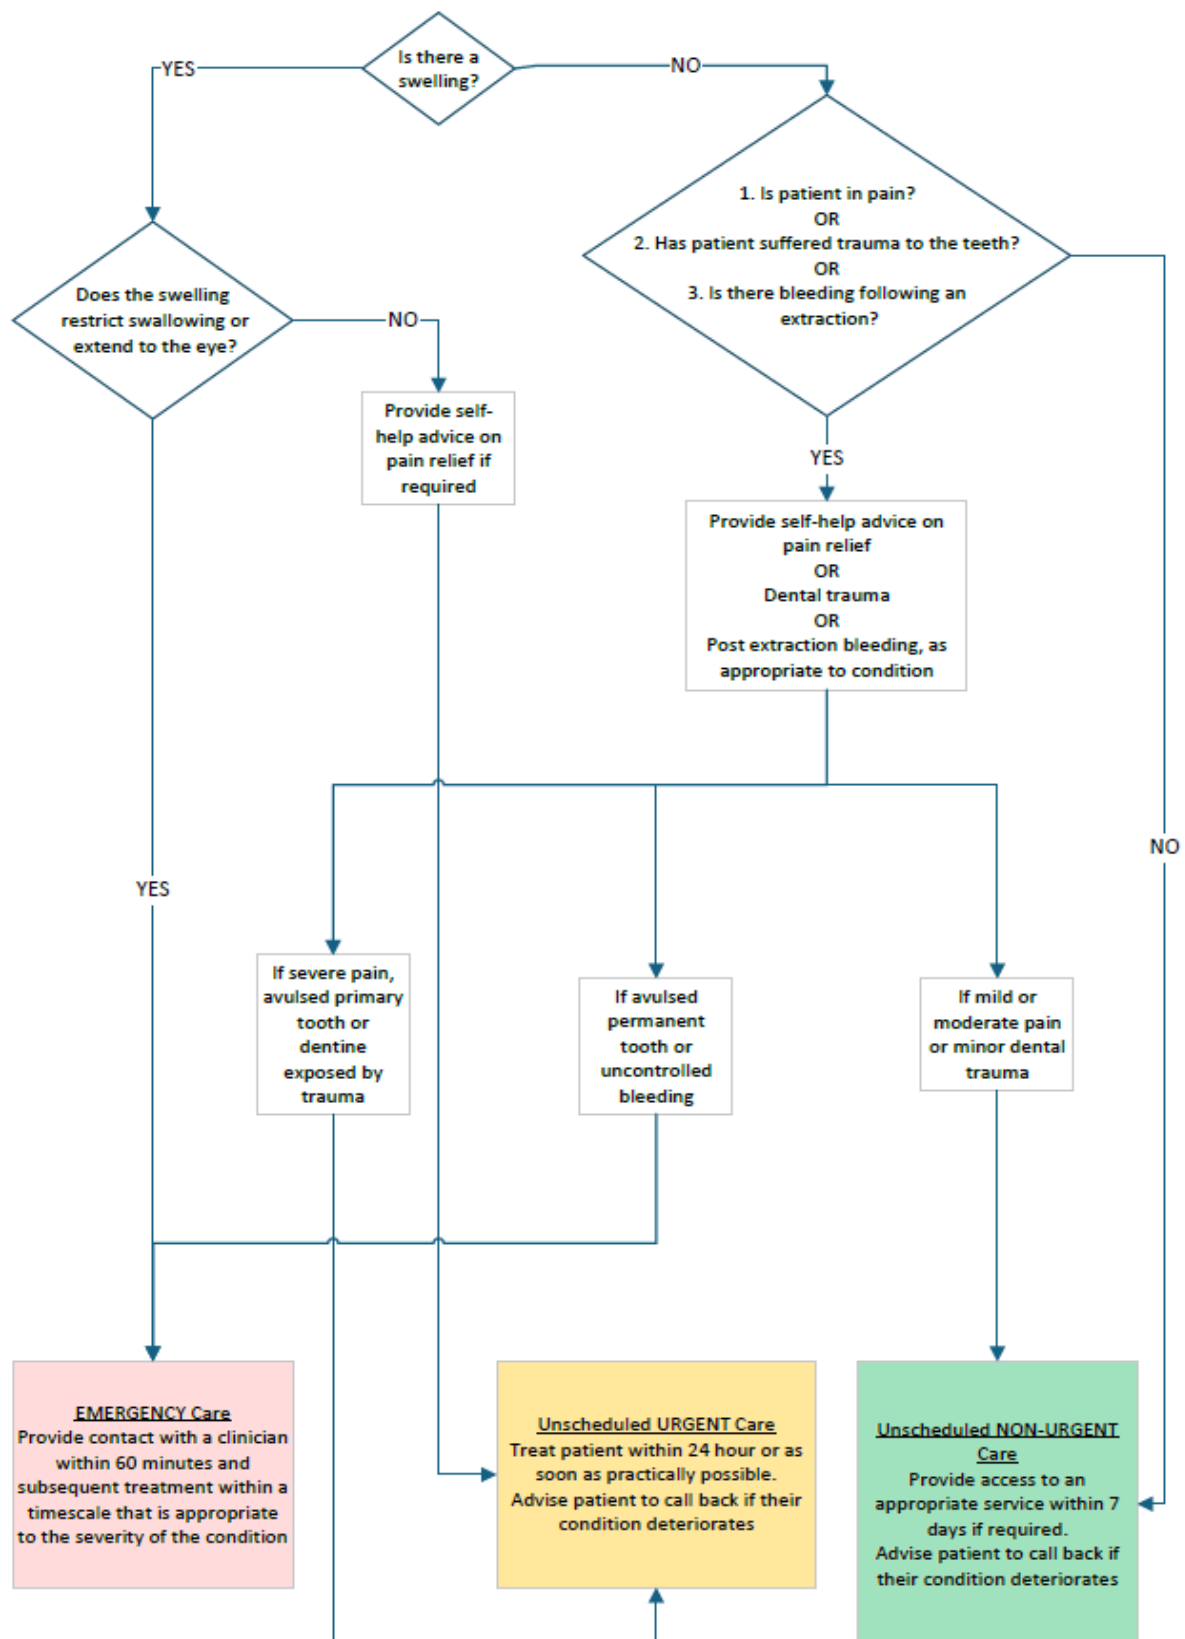 Is there a
swelling?
YES
NO
1. Is patient in pain?
OR
2. Has patient suffered trauma to the teeth?
OR
3. Is there bleeding following an
extraction?
Does the swelling
restrict swallowing or
extend to the eye?
NO
Provide self-
help advice on
pain relief if
required
YES
Provide self-help advice on
pain relief
OR
Dental trauma
OR
Post extraction bleeding, as
appropriate to condition
NO
YES
If severe pain,
avulsed primary
tooth or
dentine
exposed by
trauma
If avulsed
permanent
tooth or
uncontrolled
bleeding
If mild or
moderate pain
or minor dental
trauma
EMERGENCY Care
Provide contact with a clinician
within 60 minutes and
subsequent treatment within a
timescale that is appropriate
to the severity of the condition
Unscheduled URGENT Care
Treat patient within 24 hour or as
soon as practically possible.
Advise patient to call back if their
condition deteriorates
Unscheduled NON-URGENT
Care
Provide access to an
appropriate service within 7
days if required.
Advise patient to call back if
their condition deteriorates